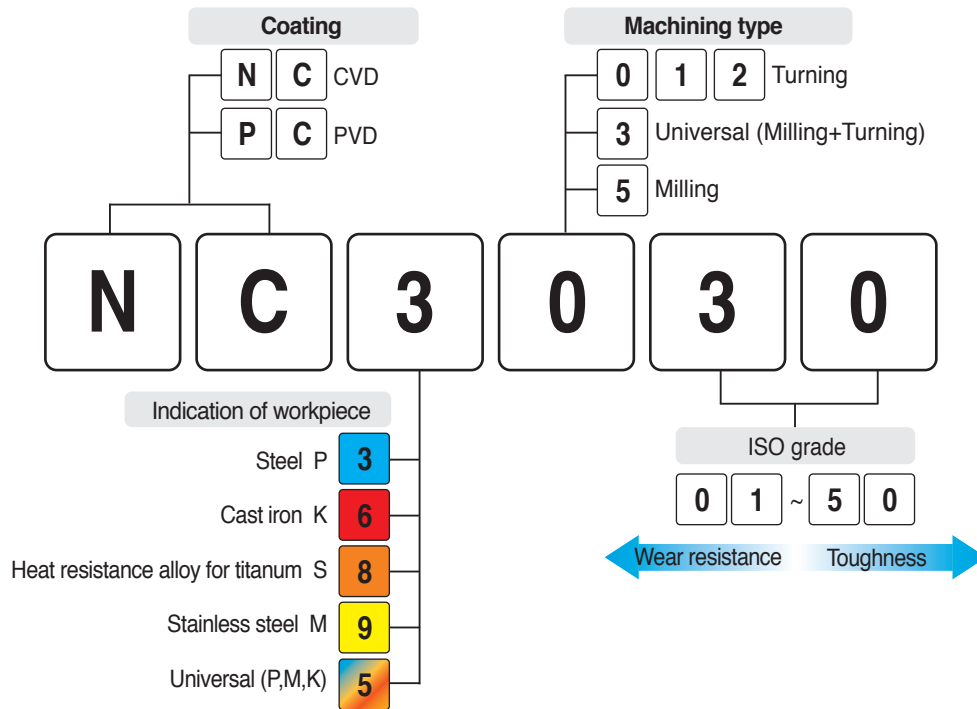 Coating
Machining type
N C CVD
0 1 2 Turning
P C PVD
3 Universal (Milling+Turning)
5 Milling
N C 3 0 3 0
Indication of workpiece
ISO grade
Steel P 3
0 1 ~ 5 0
Cast iron K 6
Wear resistance Toughness
Heat resistance alloy for titanum S 8
Stainless steel M 9
Universal (P,M,K) 5